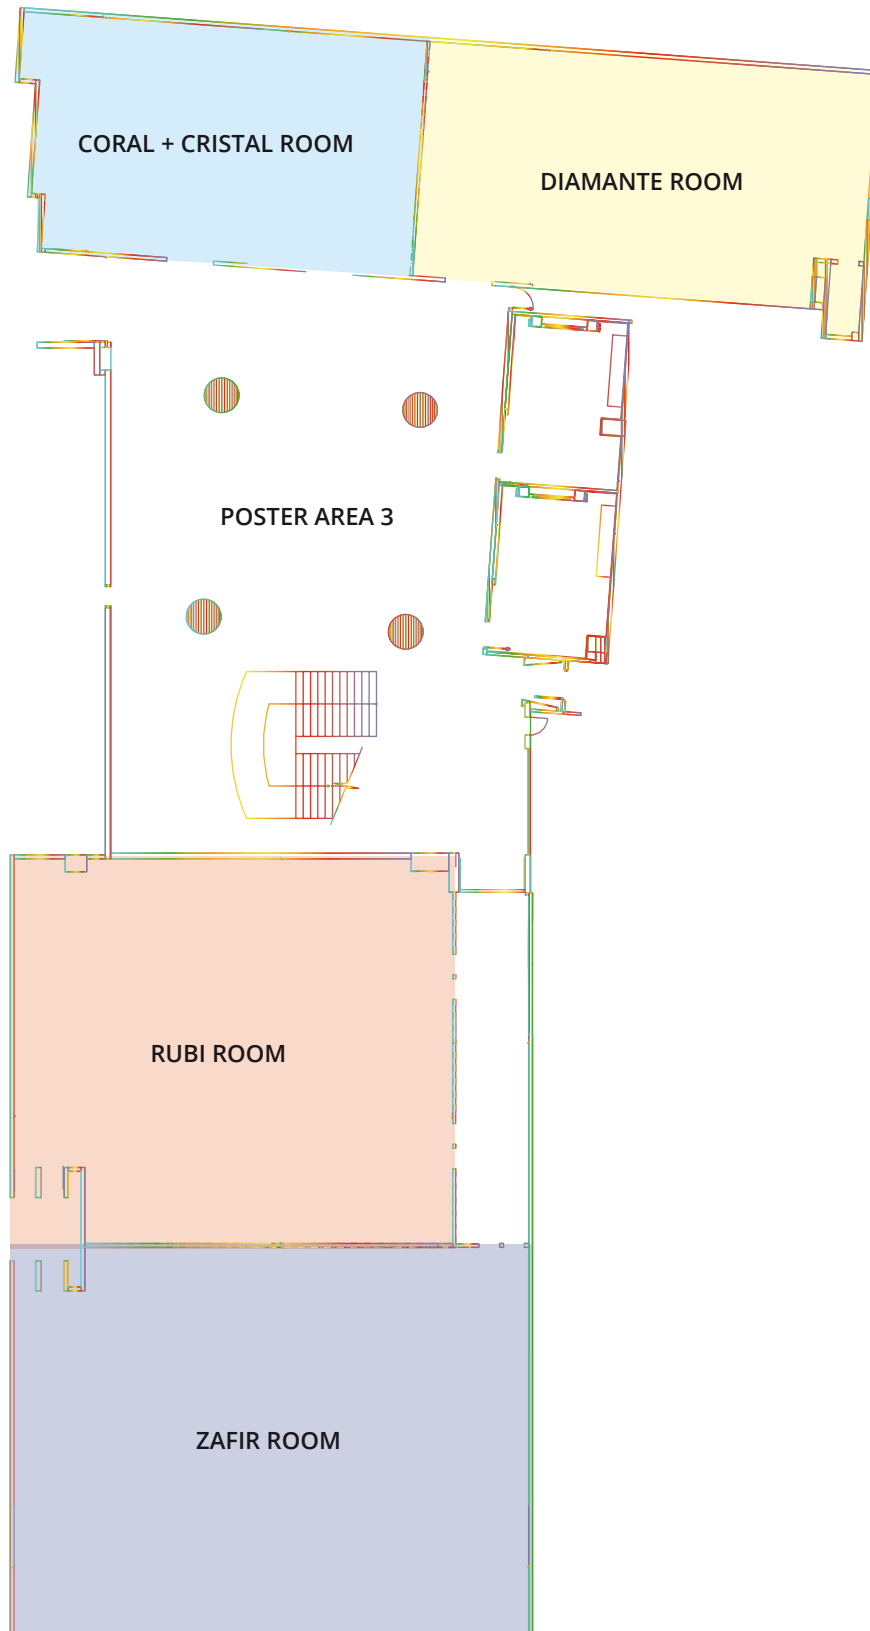 CORAL + CRISTAL ROOM
DIAMANTE ROOM
POSTER AREA 3
RUBI ROOM
ZAFIR ROOM